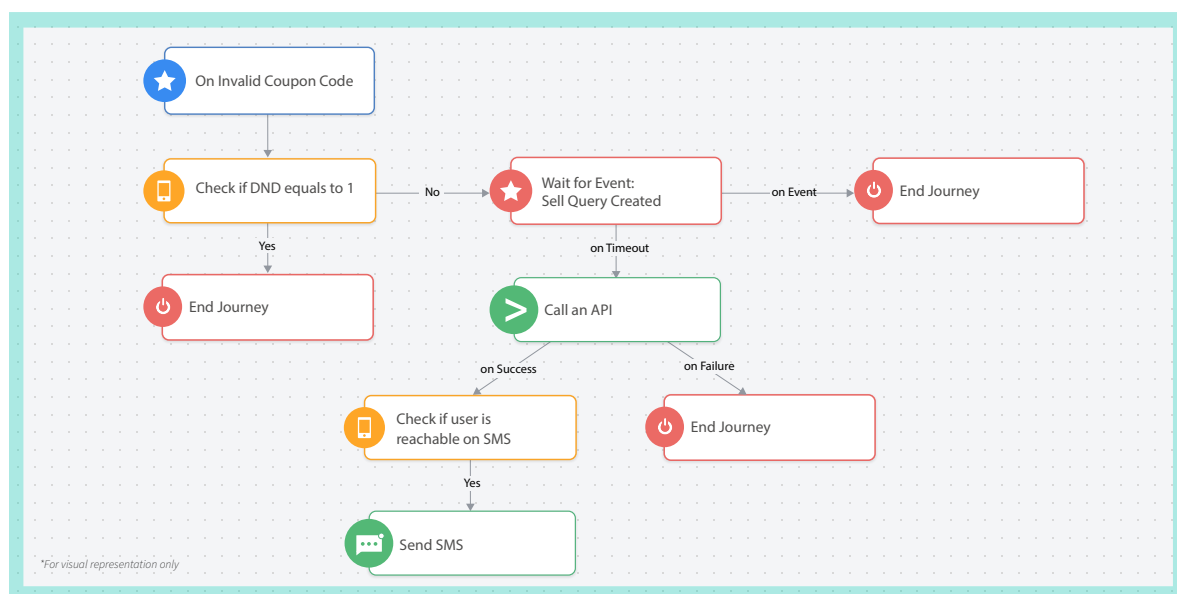 On Invalid Coupon Code
Check if DND equals to 1
No
Wait for Event:
Sell Query Created
on Event
End Journey
Yes
on Timeout
End Journey
Call an API
on Success
on Failure
Check if user is
reachable on SMS
End Journey
Yes
Send SMS
*For visual representation only